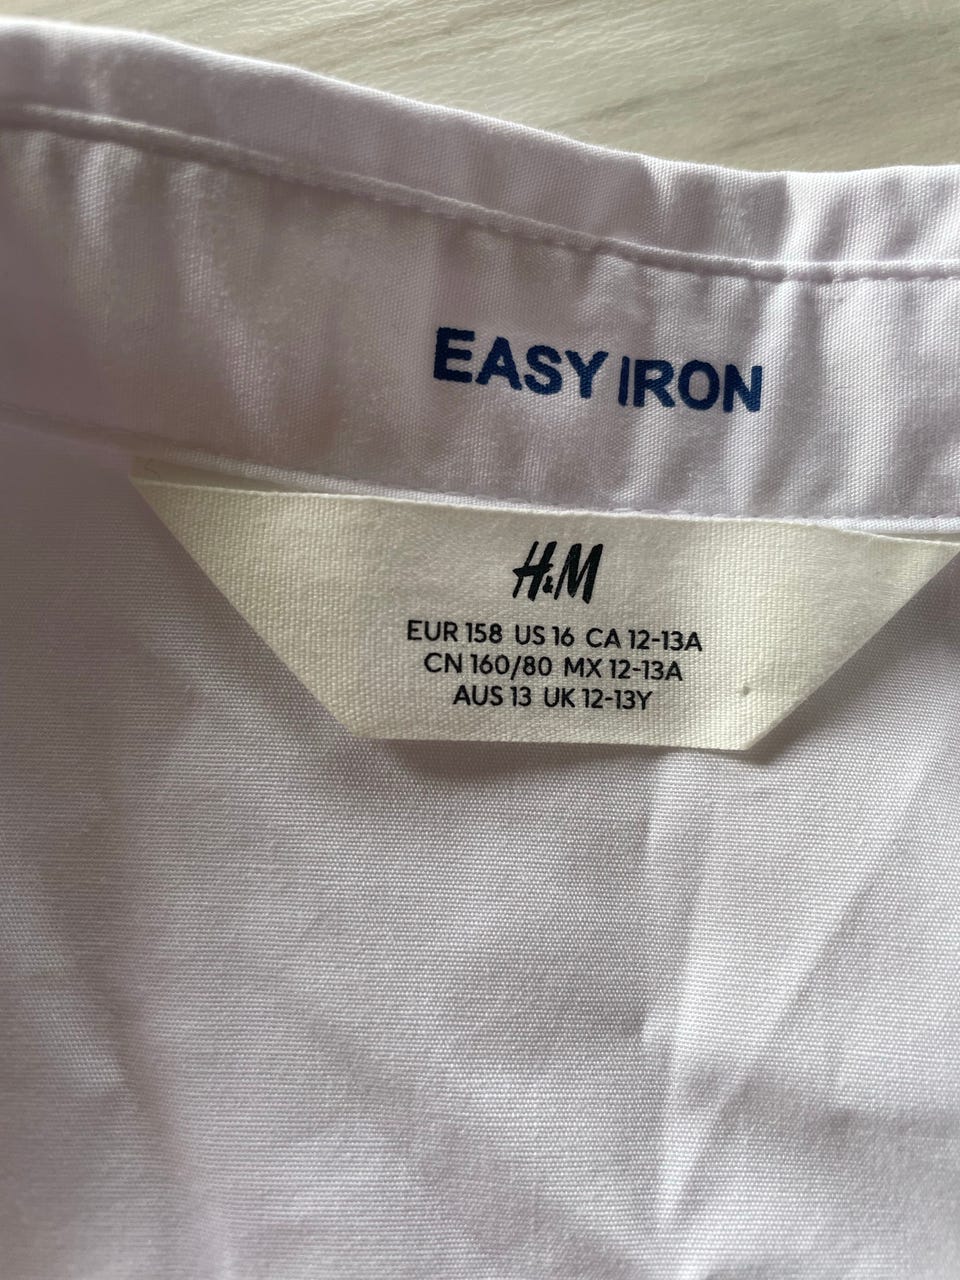 EASY IRON
H&M
EUR 158 US 16 CA 12-13A
CN 160/80 MX 12-13A
AUS 13 UK 12-13Y